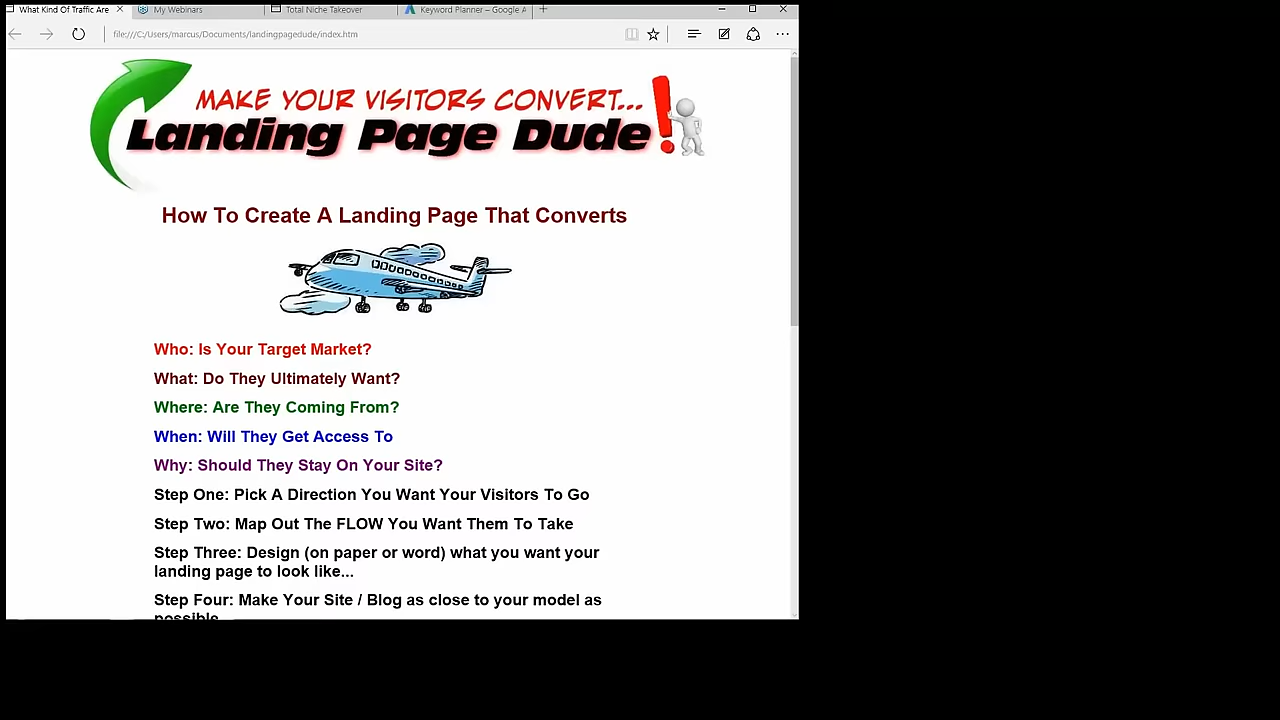 What Kind Of Traffic Are
My Webinars
Total Niche Takeover
Keyword Planner – Google A
file:///C:/Users/marcus/Documents/landingpagedude/index.htm
MAKE YOUR VISITORS CONVERT...
Landing Page Dude!
How To Create A Landing Page That Converts
Who: Is Your Target Market?
What: Do They Ultimately Want?
Where: Are They Coming From?
When: Will They Get Access To
Why: Should They Stay On Your Site?
Step One: Pick A Direction You Want Your Visitors To Go
Step Two: Map Out The FLOW You Want Them To Take
Step Three: Design (on paper or word) what you want your
landing page to look like...
Step Four: Make Your Site / Blog as close to your model as
possible